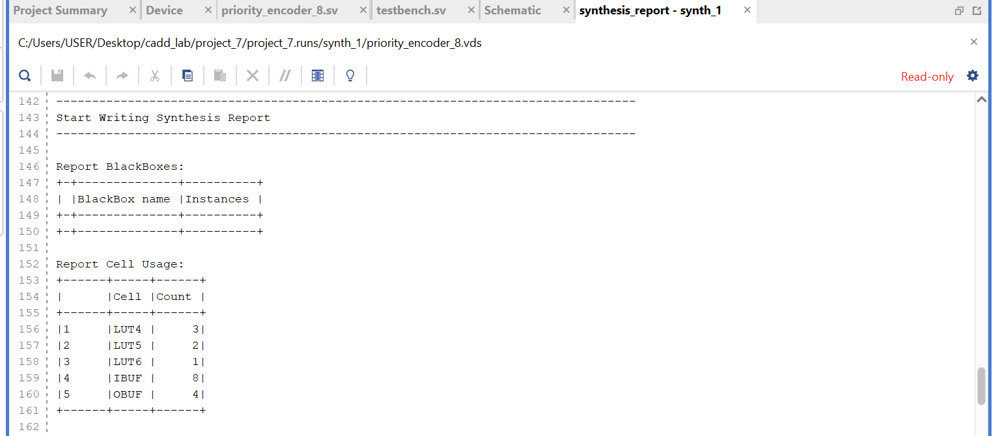 Project Summary × Device × priority_encoder_8.sv × testbench.sv × Schematic × synthesis_report - synth_1 ×
C:/Users/USER/Desktop/cadd_lab/project_7/project_7.runs/synth_1/priority_encoder_8.vds
Read-only
142 ---------------------------------------------------------------------------------
143 Start Writing Synthesis Report
144 ---------------------------------------------------------------------------------
145
146 Report BlackBoxes:
147 +-+--------------+----------+
148 | |BlackBox name |Instances |
149 +-+--------------+----------+
150 +-+--------------+----------+
151
152 Report Cell Usage:
153 +------+-----+------+
154 |      |Cell |Count |
155 +------+-----+------+
156 |1     |LUT4 |     3|
157 |2     |LUT5 |     2|
158 |3     |LUT6 |     1|
159 |4     |IBUF |     8|
160 |5     |OBUF |     4|
161 +------+-----+------+
162